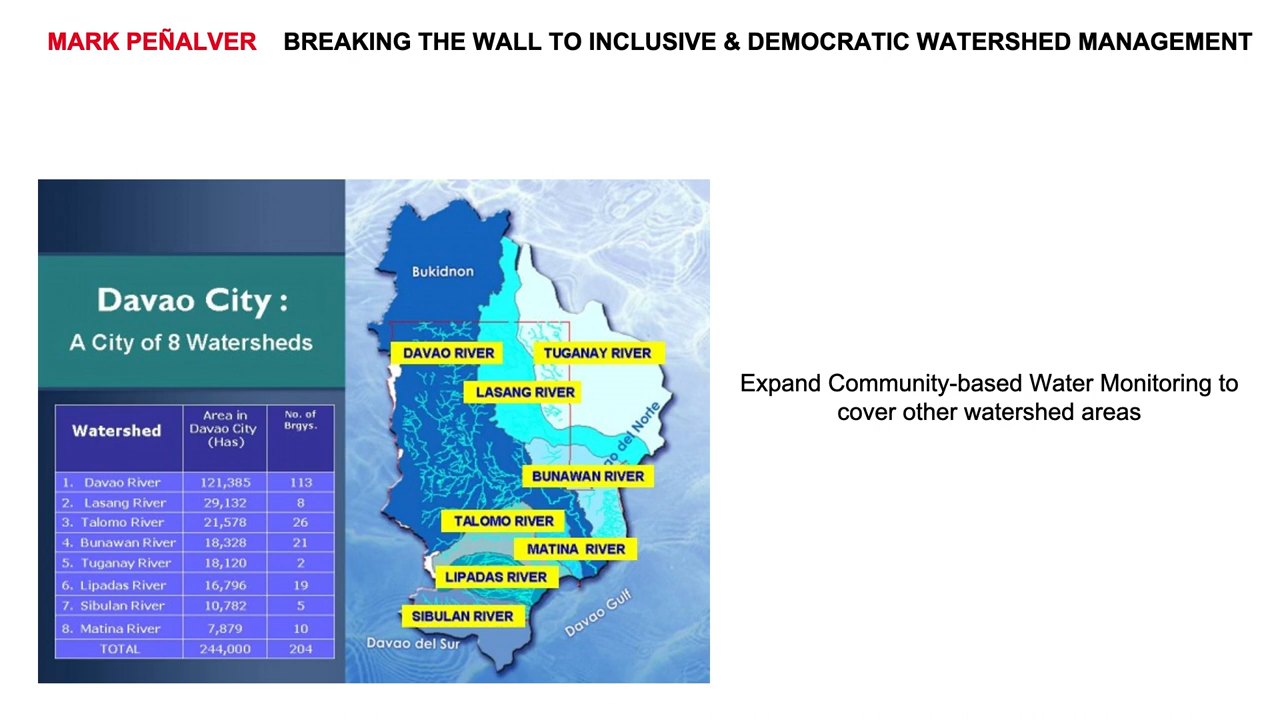 MARK PEÑALVER BREAKING THE WALL TO INCLUSIVE & DEMOCRATIC WATERSHED MANAGEMENT
Davao City :
A City of 8 Watersheds
Watershed Area in Davao City (Has) No. of Brgys.
1. Davao River 121,385 113
2. Lasang River 29,132 8
3. Talomo River 21,578 26
4. Bunawan River 18,328 21
5. Tuganay River 18,120 2
6. Lipadas River 16,796 19
7. Sibulan River 10,782 5
8. Matina River 7,879 10
TOTAL 244,000 204
Bukidnon
DAVAO RIVER
TUGANAY RIVER
LASANG RIVER
del Norte
BUNAWAN RIVER
TALOMO RIVER
MATINA RIVER
LIPADAS RIVER
SIBULAN RIVER
Davao Gulf
Davao del Sur
Expand Community-based Water Monitoring to
cover other watershed areas